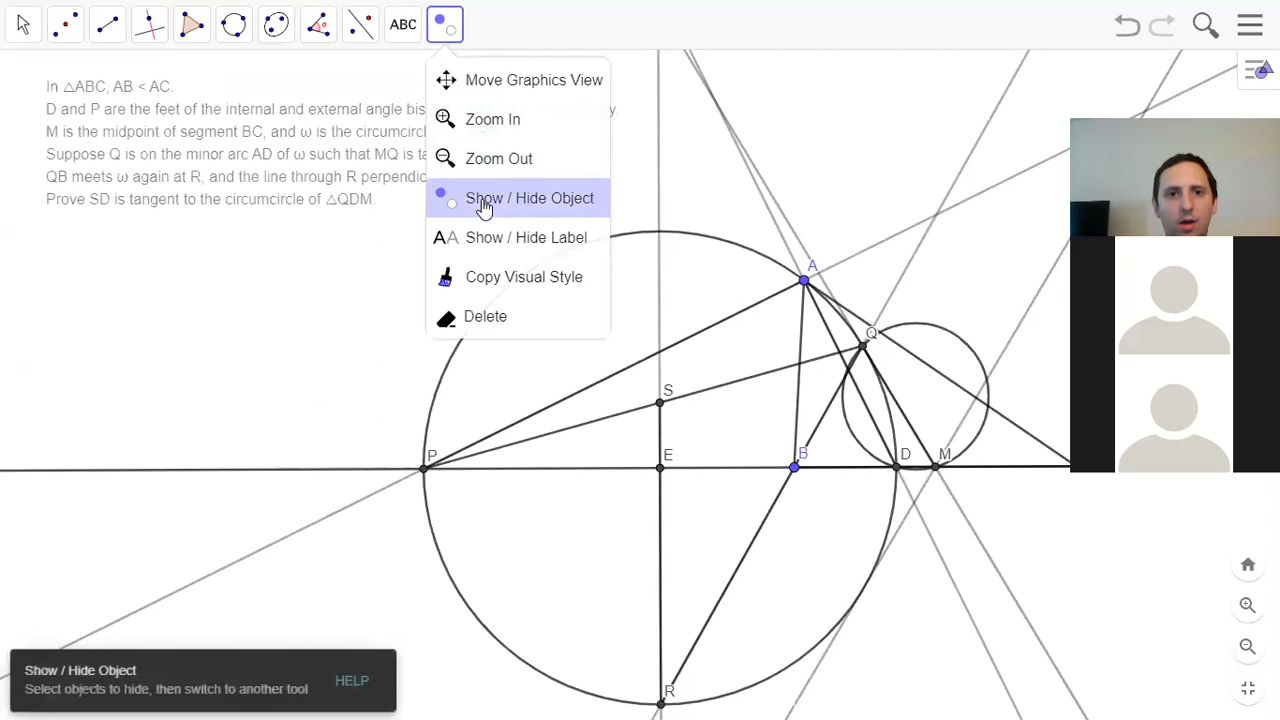 ABC
In △ABC, AB < AC.
D and P are the feet of the internal and external angle bis
y.
M is the midpoint of segment BC, and ω is the circumcircl
Suppose Q is on the minor arc AD of ω such that MQ is ta
QB meets ω again at R, and the line through R perpendic
Prove SD is tangent to the circumcircle of △QDM.
Move Graphics View
Zoom In
Zoom Out
Show / Hide Object
AA Show / Hide Label
Copy Visual Style
Delete
A
Q
S
P
E
B
D
M
R
Show / Hide Object
Select objects to hide, then switch to another tool
HELP